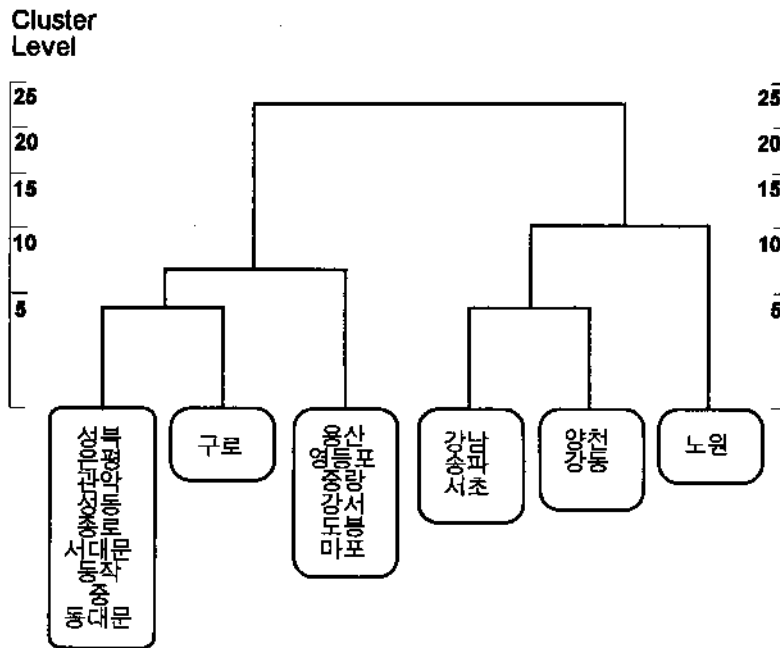 Cluster
Level
25
20
15
10
5
25
20
15
10
5
성북
은평
관악
성동
종로
서대문
동작
중
동대문
구로
용산
영등포
중랑
강서
도봉
마포
강남
송파
서초
양천
강동
노원